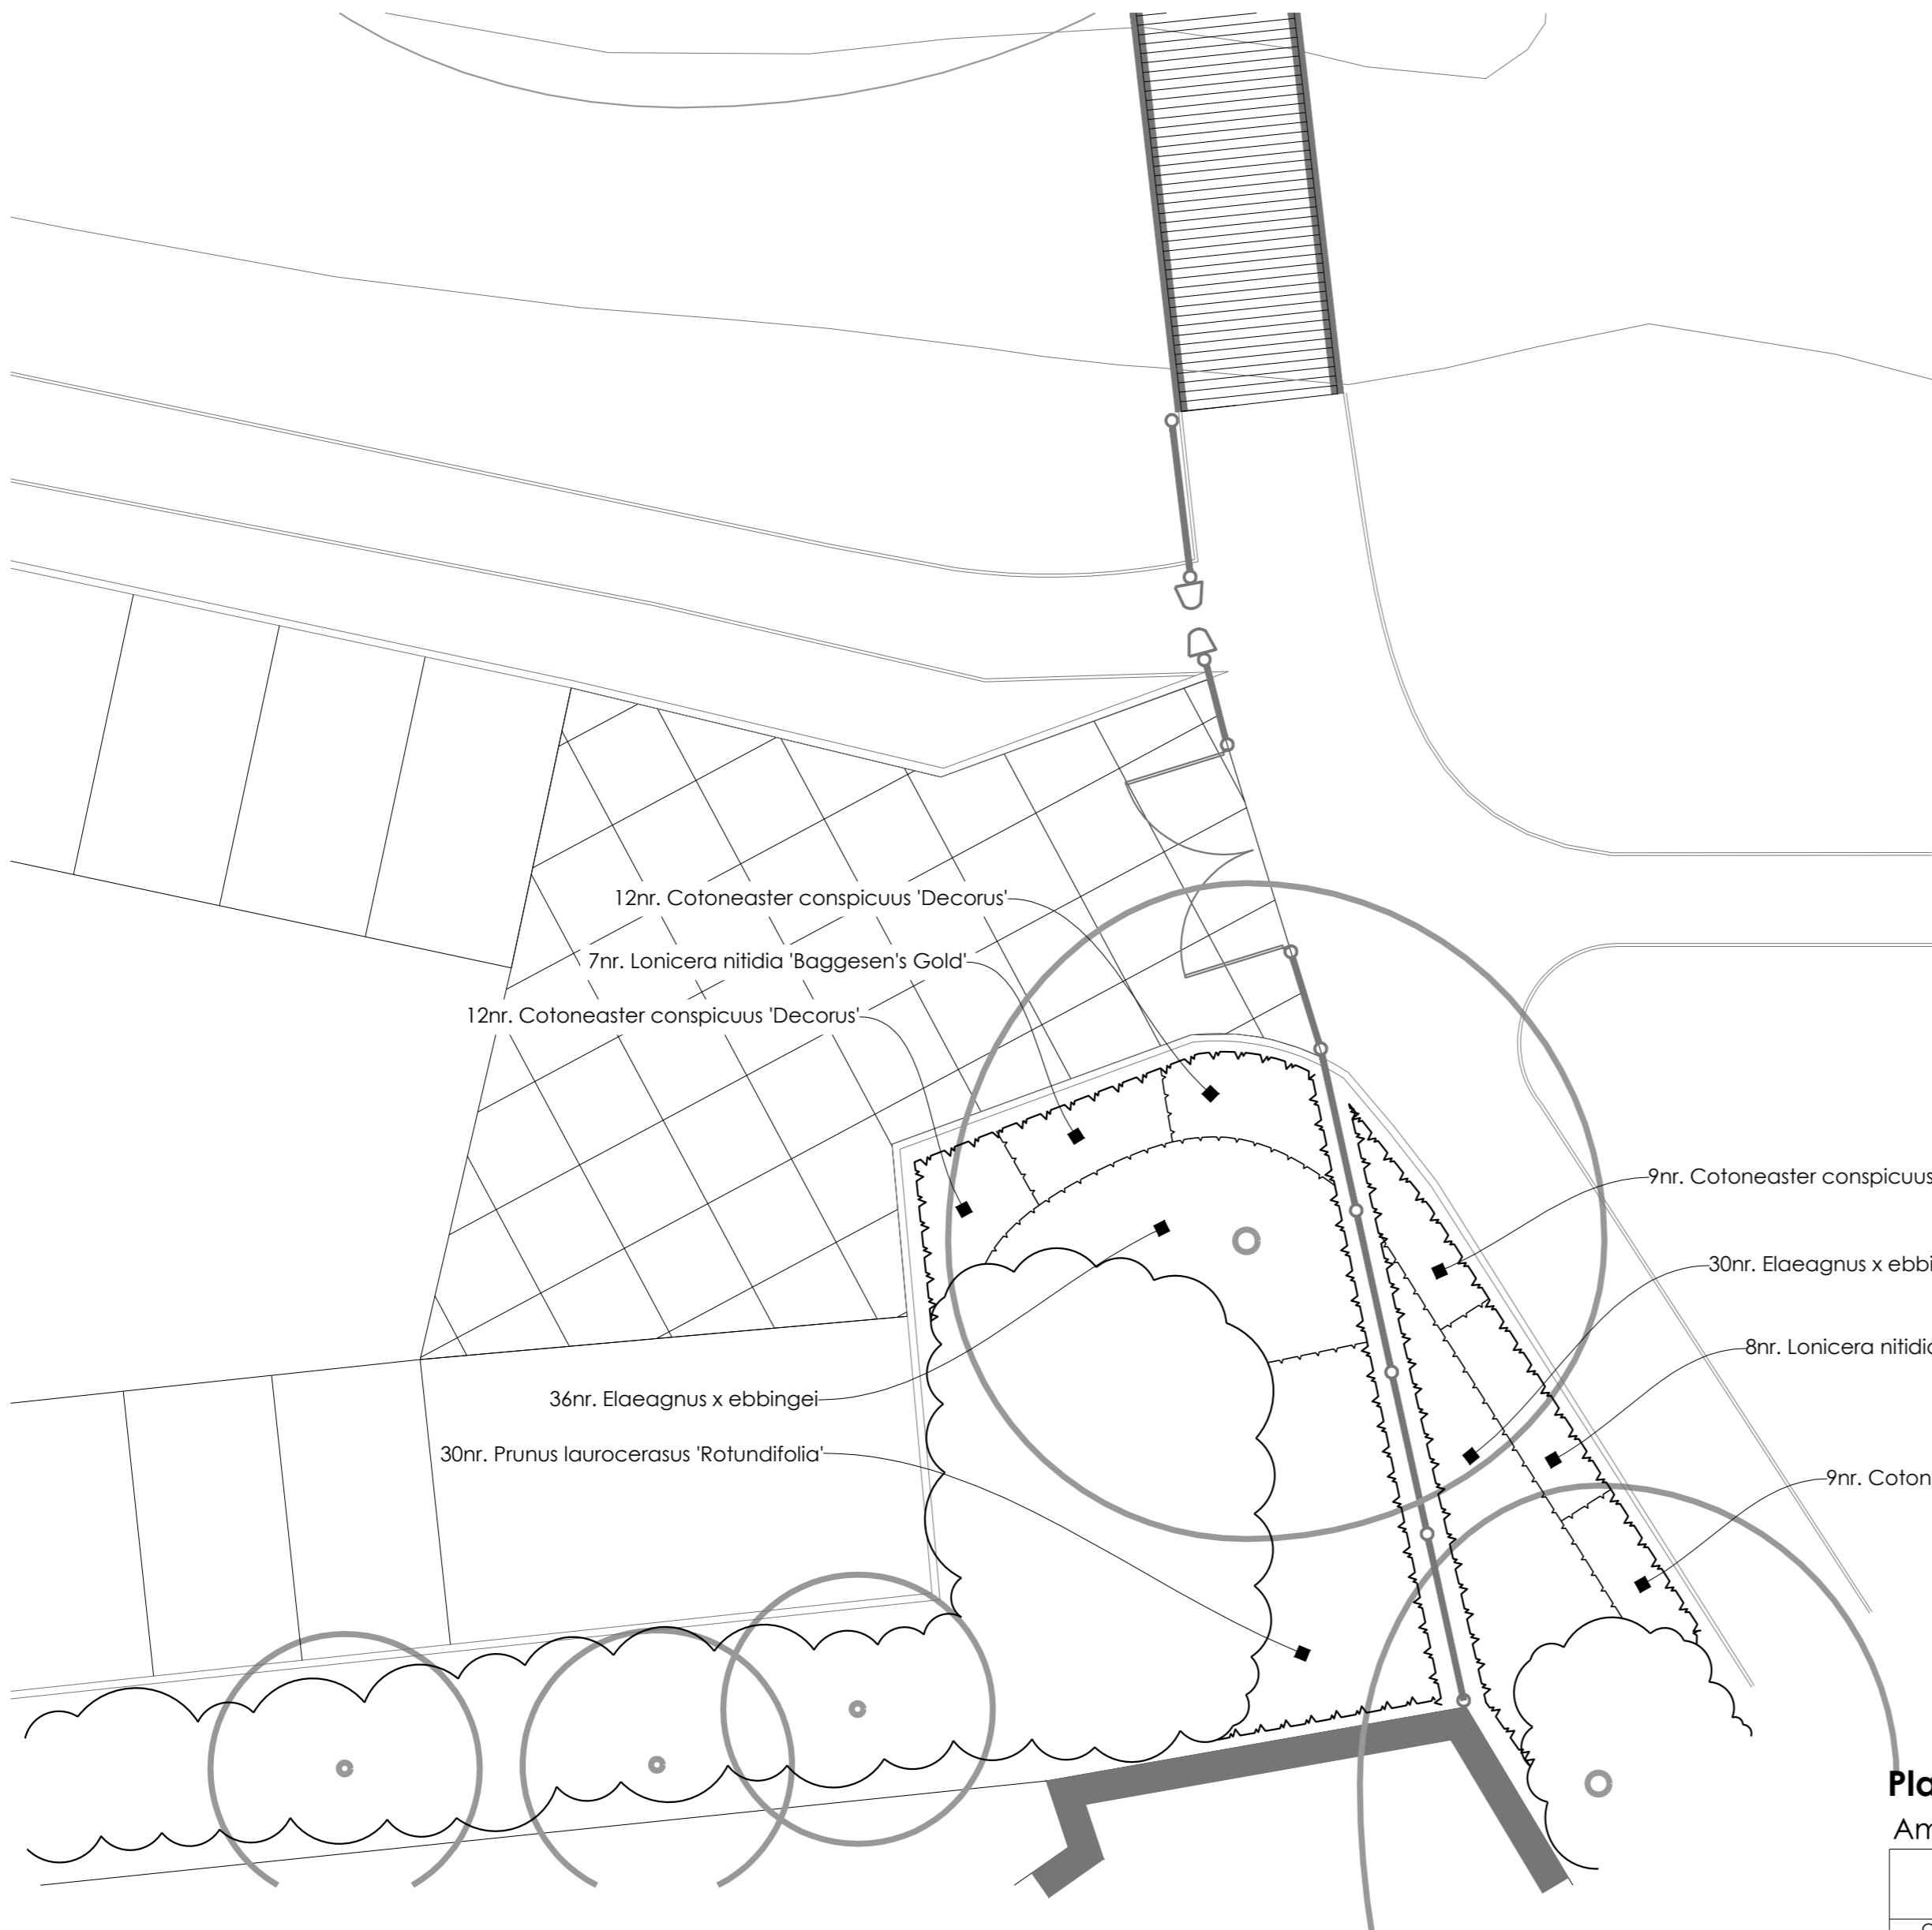 12nr. Cotoneaster conspicuus 'Decorus'
7nr. Lonicera nitidia 'Baggesen's Gold'
12nr. Cotoneaster conspicuus 'Decorus'
9nr. Cotoneaster conspicuus
30nr. Elaeagnus x ebbi
8nr. Lonicera nitidi
36nr. Elaeagnus x ebbingei
30nr. Prunus laurocerasus 'Rotundifolia'
9nr. Coton
Pla
Am